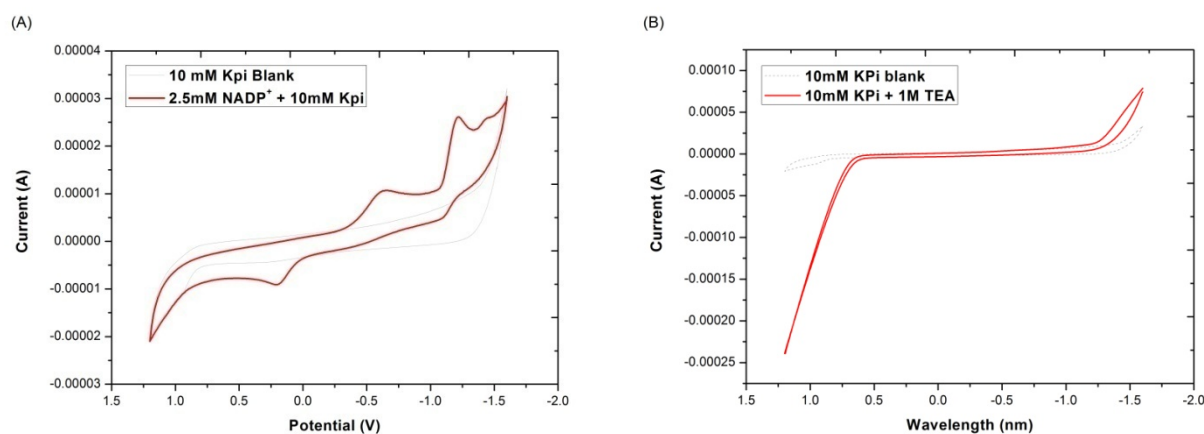 (A)
0.00004
0.00003
0.00002
0.00001
0.00000
-0.00001
-0.00002
-0.00003
Current (A)
10 mM Kpi Blank
2.5mM NADP⁺ + 10mM Kpi
1.5 1.0 0.5 0.0 -0.5 -1.0 -1.5 -2.0
Potential (V)
(B)
0.00010
0.00005
0.00000
-0.00005
-0.00010
-0.00015
-0.00020
-0.00025
Current (A)
10mM KPi blank
10mM KPi + 1M TEA
1.5 1.0 0.5 0.0 -0.5 -1.0 -1.5 -2.0
Wavelength (nm)